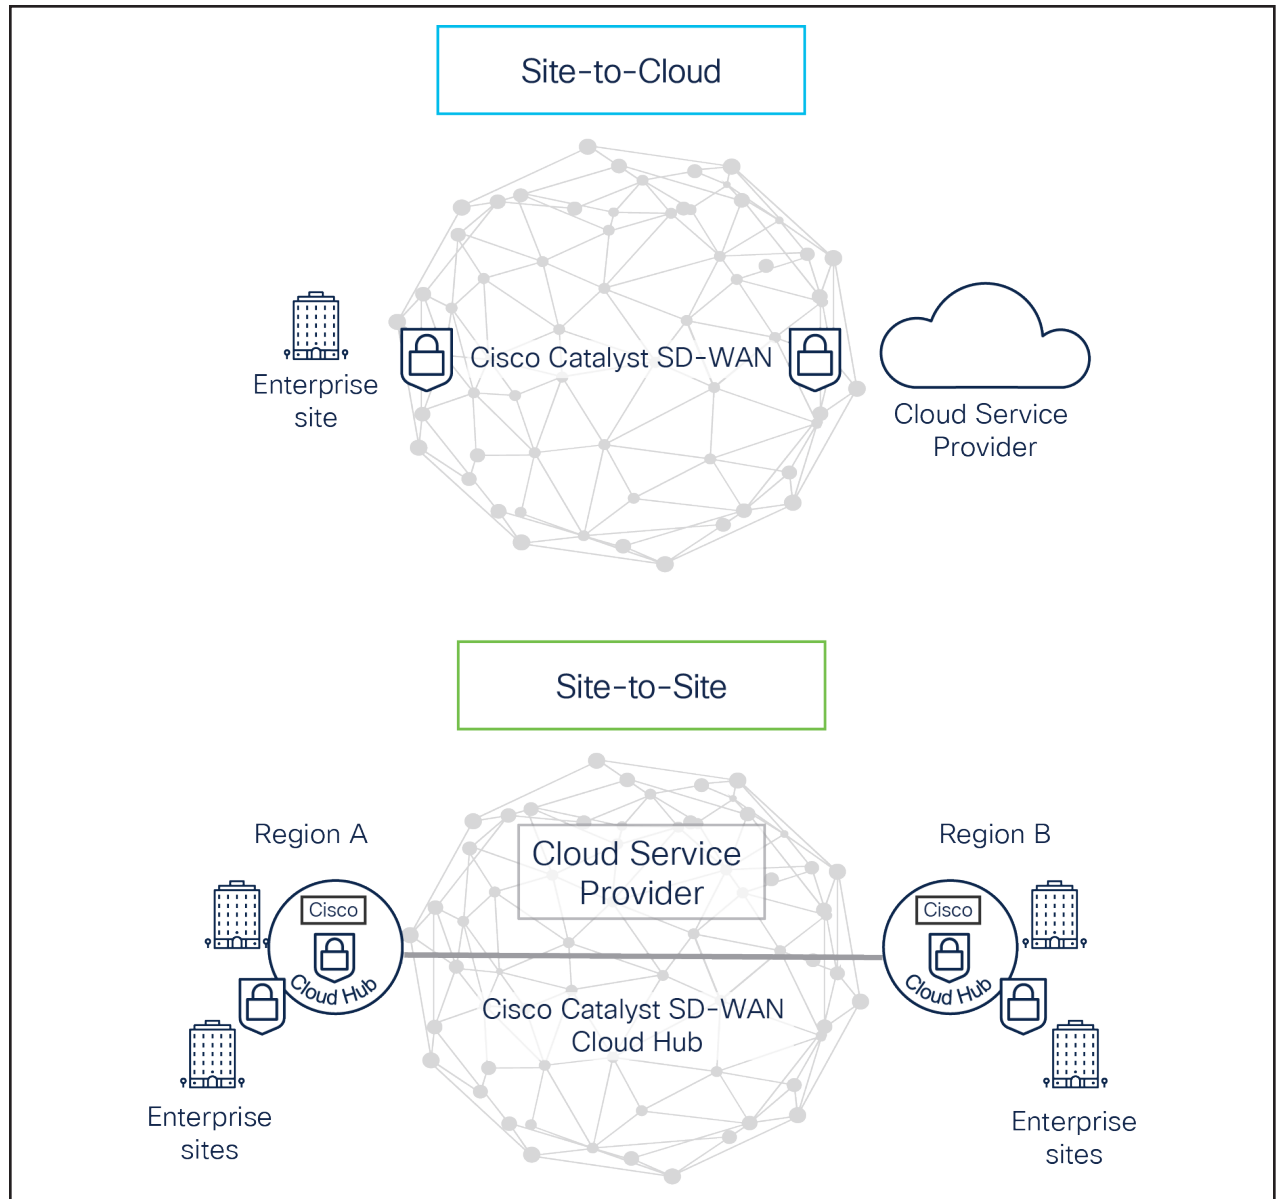 Site-to-Cloud
Cisco Catalyst SD-WAN
Enterprise
site
Cloud Service
Provider
Site-to-Site
Region A
Region B
Cloud Service
Provider
Cisco
Cloud Hub
Cisco
Cloud Hub
Cisco Catalyst SD-WAN
Cloud Hub
Enterprise
sites
Enterprise
sites